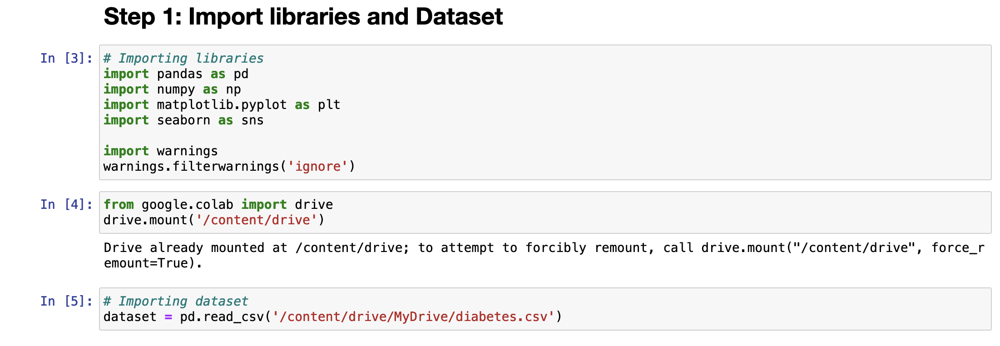 Step 1: Import libraries and Dataset
In [3]:
# Importing libraries
import pandas as pd
import numpy as np
import matplotlib.pyplot as plt
import seaborn as sns
import warnings
warnings.filterwarnings('ignore')
In [4]:
from google.colab import drive
drive.mount('/content/drive')
Drive already mounted at /content/drive; to attempt to forcibly remount, call drive.mount("/content/drive", force_r
emount=True).
In [5]:
# Importing dataset
dataset = pd.read_csv('/content/drive/MyDrive/diabetes.csv')